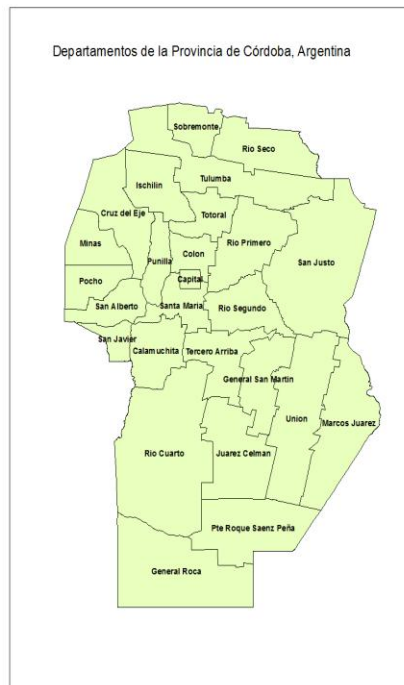 Departamentos de la Provincia de Córdoba, Argentina
Sobremonte
Rio Seco
Tulumba
Ischilin
Cruz del Eje
Totoral
Minas
Rio Primero
Punilla
Colon
San Justo
Pocho
Capital
San Alberto
Santa Maria
Rio Segundo
San Javier
Calamuchita
Tercero Arriba
General San Martin
Union
Marcos Juarez
Rio Cuarto
Juarez Celman
Pte Roque Saenz Peña
General Roca